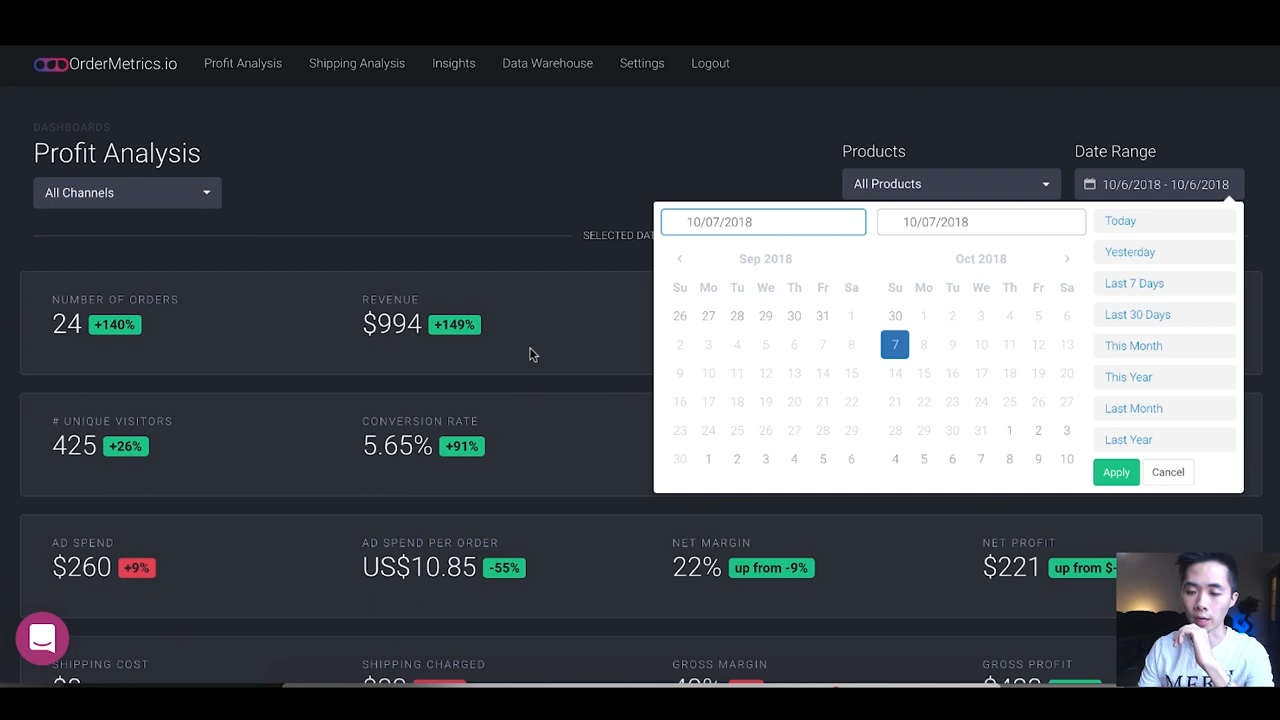 OrderMetrics.io Profit Analysis Shipping Analysis Insights Data Warehouse Settings Logout
DASHBOARDS
Profit Analysis
All Channels
Products
All Products
Date Range
10/6/2018 - 10/6/2018
SELECTED DAT
10/07/2018 10/07/2018
Sep 2018
Su Mo Tu We Th Fr Sa
26 27 28 29 30 31 1
2 3 4 5 6 7 8
9 10 11 12 13 14 15
16 17 18 19 20 21 22
23 24 25 26 27 28 29
30 1 2 3 4 5 6
Oct 2018
Su Mo Tu We Th Fr Sa
30 1 2 3 4 5 6
7 8 9 10 11 12 13
14 15 16 17 18 19 20
21 22 23 24 25 26 27
28 29 30 31 1 2 3
4 5 6 7 8 9 10
Today
Yesterday
Last 7 Days
Last 30 Days
This Month
This Year
Last Month
Last Year
Apply Cancel
NUMBER OF ORDERS
24 +140%
REVENUE
$994 +149%
# UNIQUE VISITORS
425 +26%
CONVERSION RATE
5.65% +91%
AD SPEND
$260 +9%
AD SPEND PER ORDER
US$10.85 -55%
NET MARGIN
22% up from -9%
NET PROFIT
$221 up from $-
SHIPPING COST
SHIPPING CHARGED
GROSS MARGIN
GROSS PROFIT